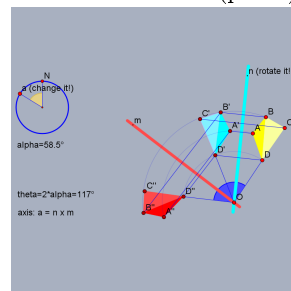 N
a (change it!)
n (rotate it!)
B'
B
C'
A'
A
C
m
alpha=58.5°
D'
D
C''
D''
theta=2*alpha=117°
O
B''
A''
axis: a = n x m